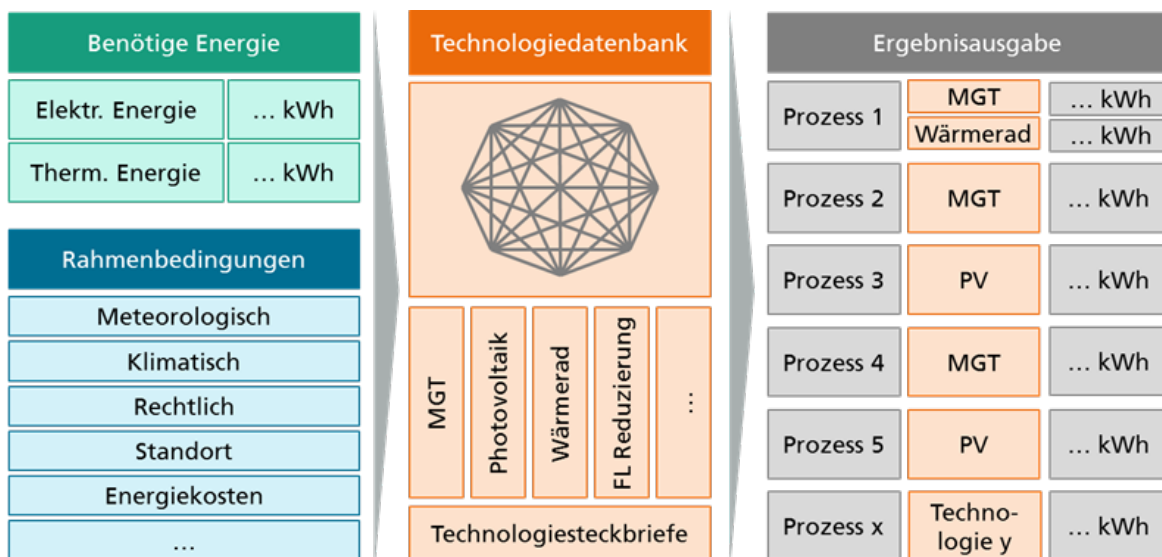 Benötige Energie
Elektr. Energie
... kWh
Therm. Energie
... kWh
Rahmenbedingungen
Meteorologisch
Klimatisch
Rechtlich
Standort
Energiekosten
...
Technologiedatenbank
MGT
Photovoltaik
Wärmerad
FL Reduzierung
...
Technologiesteckbriefe
Ergebnisausgabe
Prozess 1
MGT
... kWh
Wärmerad
... kWh
Prozess 2
MGT
... kWh
Prozess 3
PV
... kWh
Prozess 4
MGT
... kWh
Prozess 5
PV
... kWh
Prozess x
Techno-
logie y
... kWh